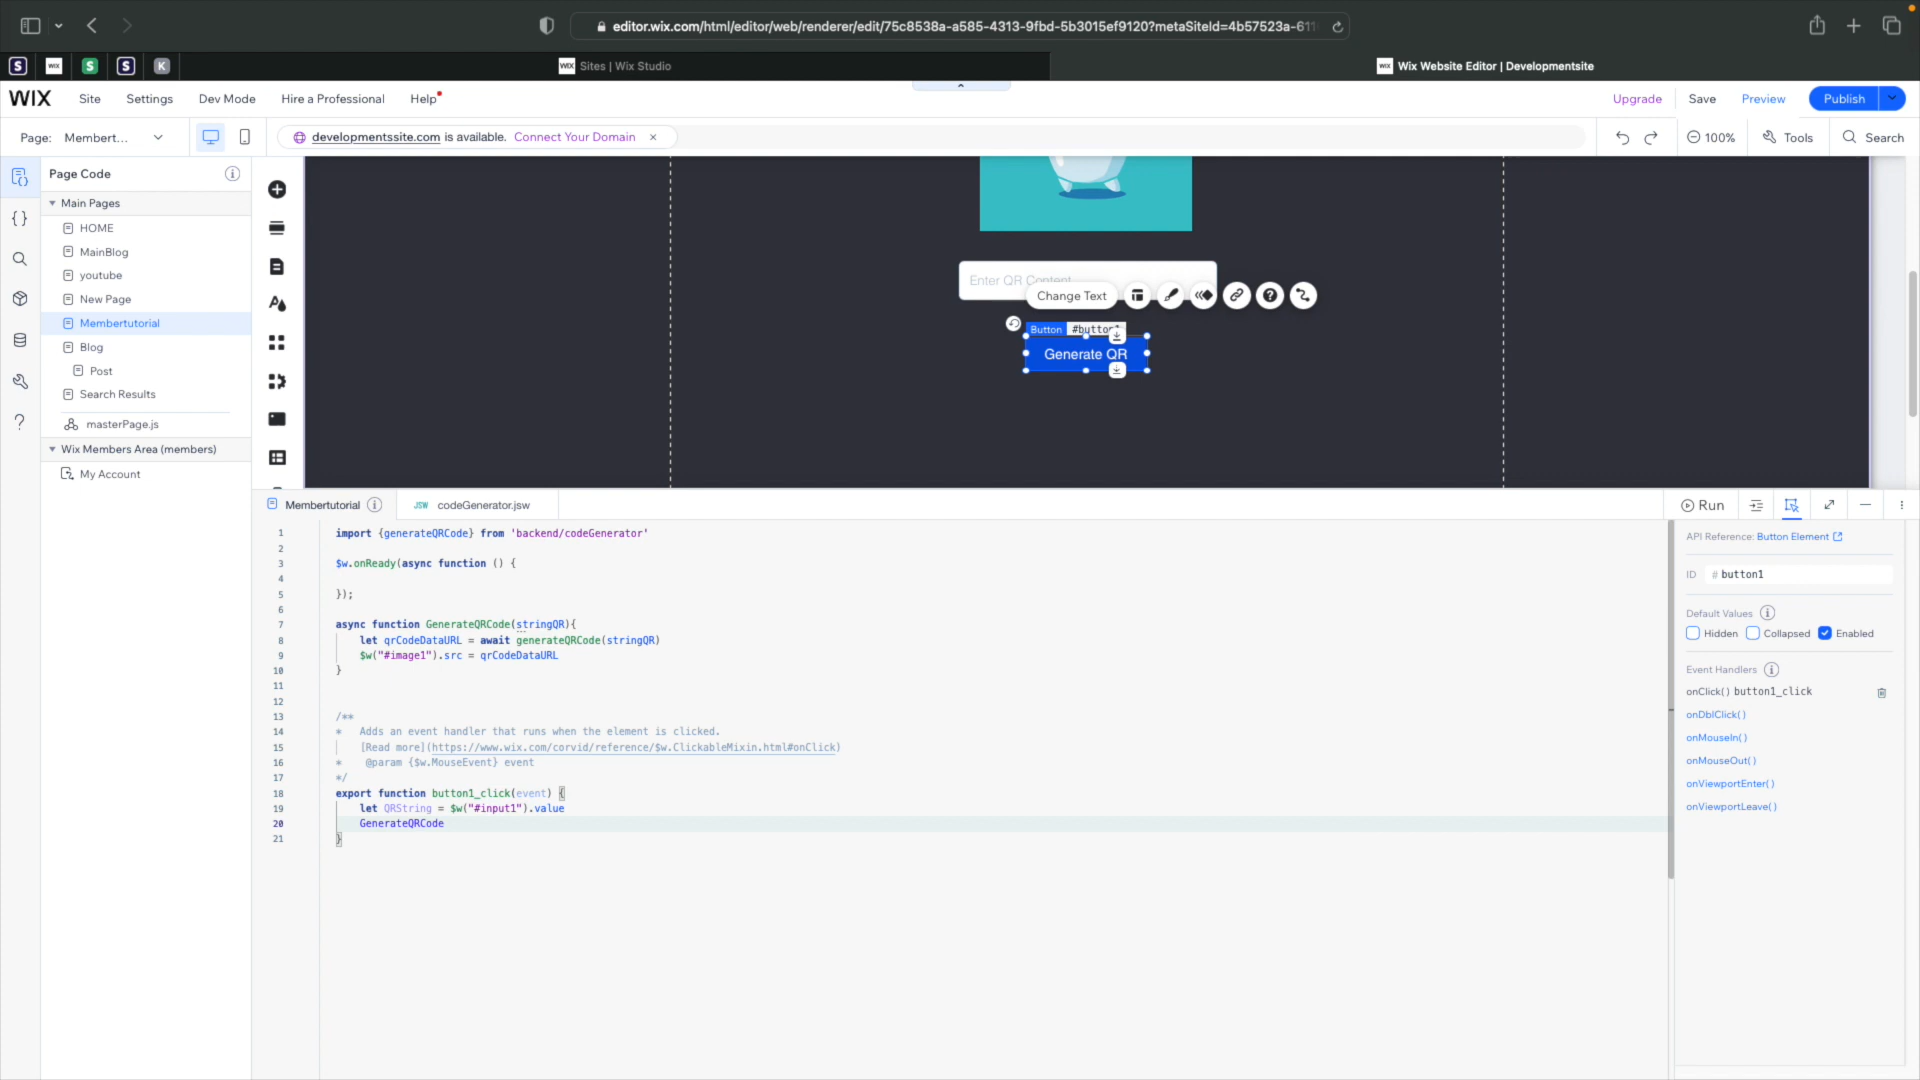 editor.wix.com/html/editor/web/renderer/edit/75c8538a-a585-4313-9fbd-5b3015ef9120?metaSiteId=4b57523a-611
S
WIX
S
S
K
WIX Sites | Wix Studio
WIX Wix Website Editor | Developmentsite
WIX
Site
Settings
Dev Mode
Hire a Professional
Help
Upgrade
Save
Preview
Publish
Page: Membert...
developmentssite.com is available. Connect Your Domain
100%
Tools
Search
Page Code
Main Pages
HOME
MainBlog
youtube
New Page
Membertutorial
Blog
Post
Search Results
masterPage.js
Wix Members Area (members)
My Account
Enter QR Content
Change Text
Button #button1
Generate QR
Membertutorial
JSW codeGenerator.jsw
Run
1 import {generateQRCode} from 'backend/codeGenerator'
2
3 $w.onReady(async function () {
4
5 });
6
7 async function GenerateQRCode(stringQR){
8 let qrCodeDataURL = await generateQRCode(stringQR)
9 $w("#image1").src = qrCodeDataURL
10 }
11
12
13 /**
14 * Adds an event handler that runs when the element is clicked.
15 [Read more](https://www.wix.com/corvid/reference/$w.ClickableMixin.html#onClick)
16 * @param {$w.MouseEvent} event
17 */
18 export function button1_click(event) {
19 let QRString = $w("#input1").value
20 GenerateQRCode
21 }
API Reference: Button Element
ID # button1
Default Values
Hidden Collapsed Enabled
Event Handlers
onClick() button1_click
onDblClick()
onMouseIn()
onMouseOut()
onViewportEnter()
onViewportLeave()